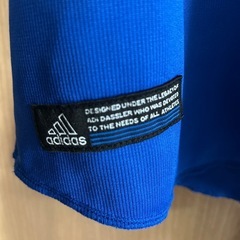 DESIGNED UNDER THE LEGACY OF
ADI DASSLER WHO WAS DEVOTED
TO THE NEEDS OF ALL ATHLETES.
adidas